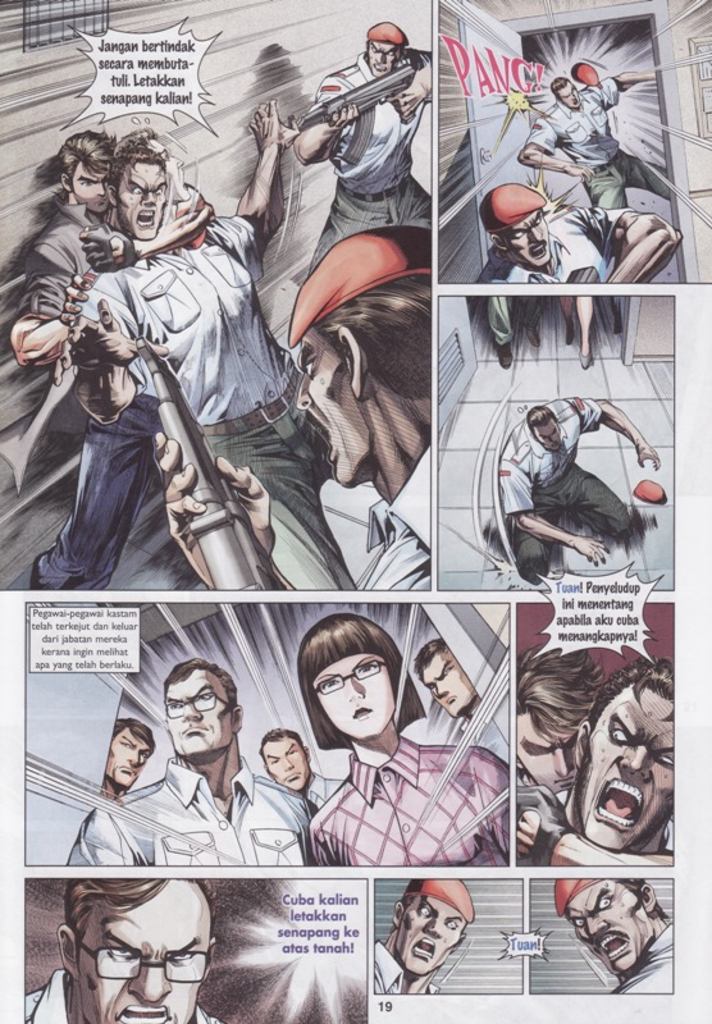 Jangan bertindak
secara membuta-
tuli. Letakkan
senapang kalian!
PANG!
Tuan! Penyeludup
ini menentang
apabila aku cuba
menangkapnya!
Pegawai-pegawai kastam
telah terkejut dan keluar
dari jabatan mereka
kerana ingin melihat
apa yang telah berlaku.
Cuba kalian
letakkan
senapang ke
atas tanah!
Tuan!
19